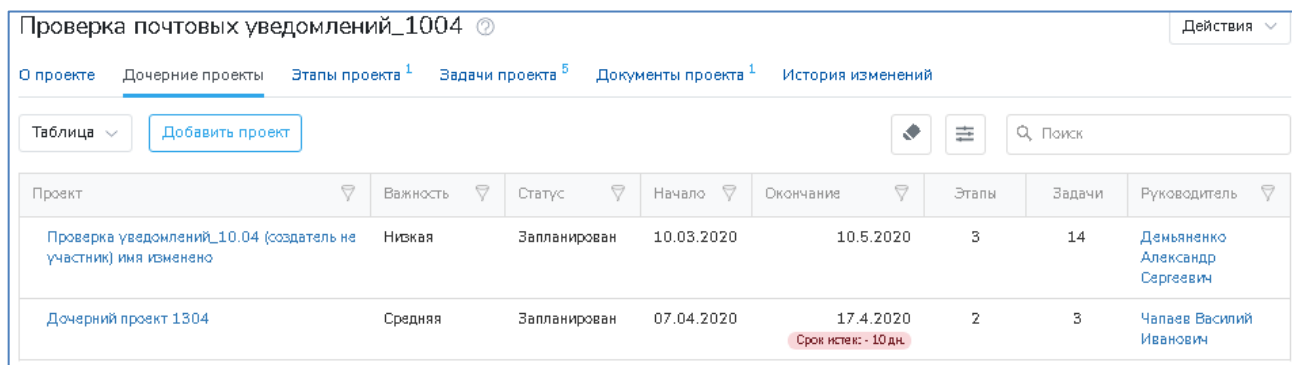 Проверка почтовых уведомлений_1004
Действия
О проекте Дочерние проекты Этапы проекта 1 Задачи проекта 5 Документы проекта 1 История изменений
Таблица Добавить проект Поиск
Проект Важность Статус Начало Окончание Этапы Задачи Руководитель
Проверка уведомлений_10.04 (создатель не Низкая Запланирован 10.03.2020 10.5.2020 3 14 Демьяненко
участник) имя изменено Александр
Сергеевич
Дочерний проект 1304 Средняя Запланирован 07.04.2020 17.4.2020 2 3 Чапаев Василий
Срок истек: - 10 дн. Иванович